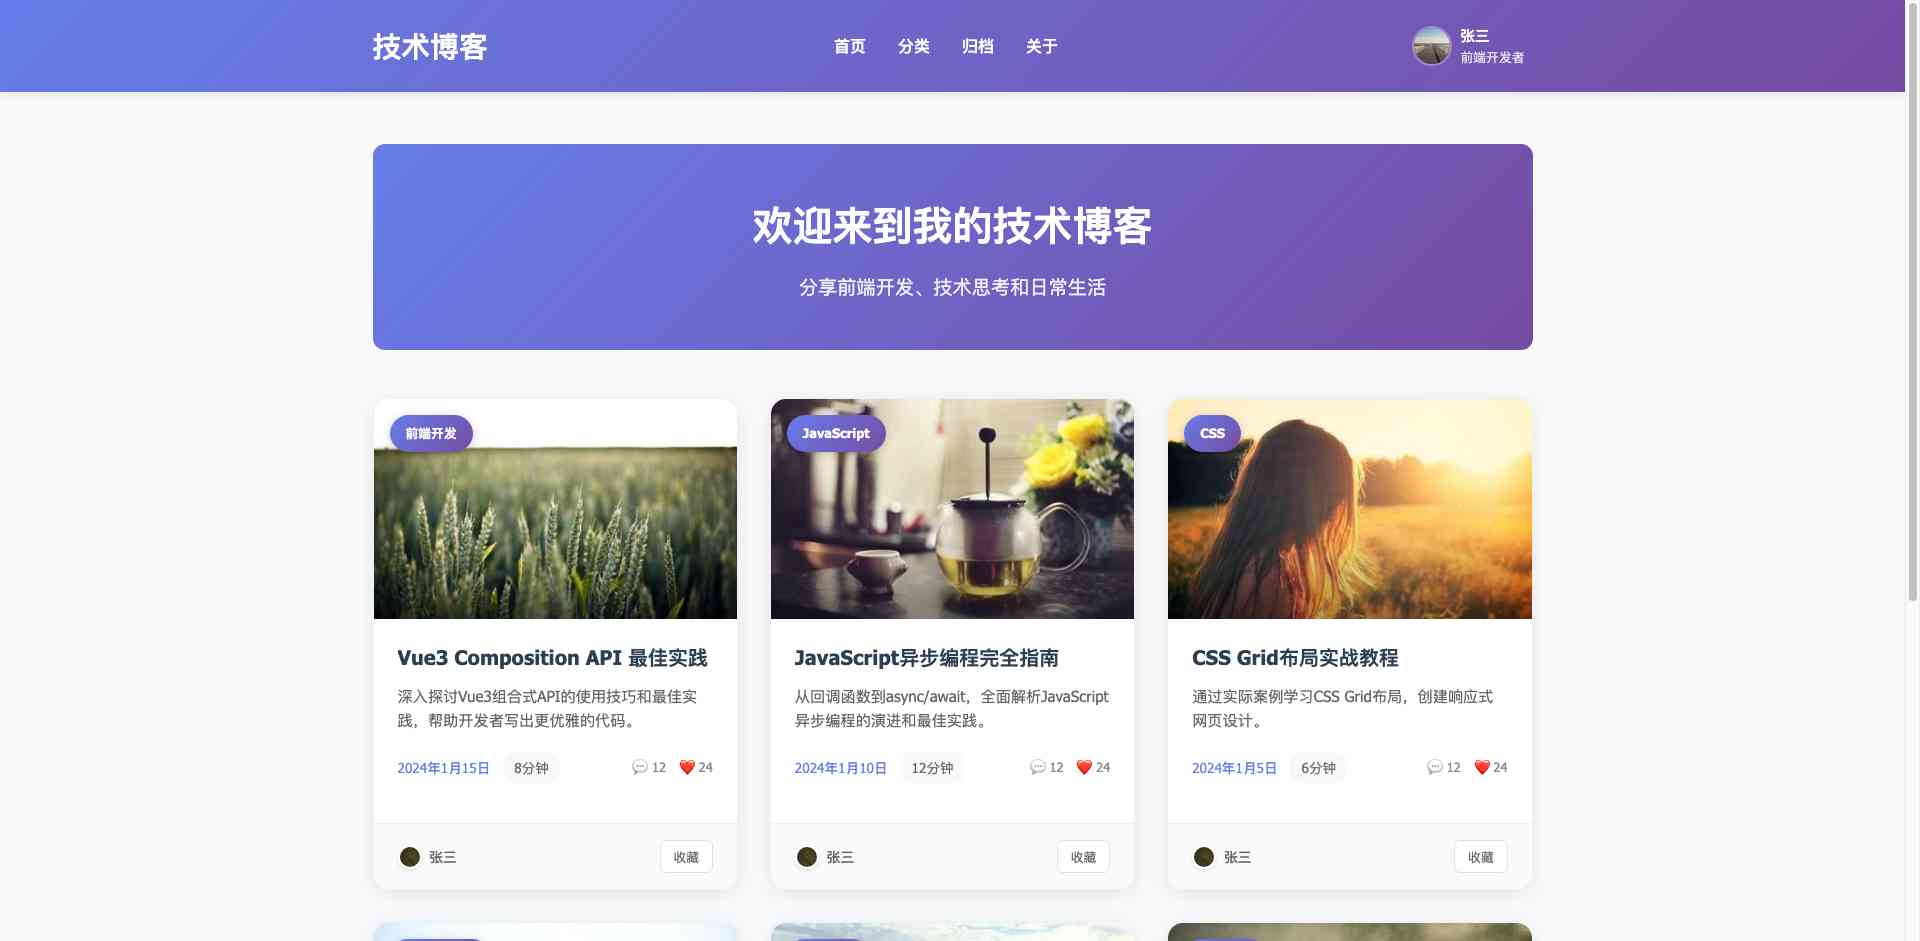 技术博客
首页
分类
归档
关于
张三
前端开发者
欢迎来到我的技术博客
分享前端开发、技术思考和日常生活
前端开发
Vue3 Composition API 最佳实践
深入探讨Vue3组合式API的使用技巧和最佳实
践，帮助开发者写出更优雅的代码。
2024年1月15日
8分钟
12
24
张三
收藏
JavaScript
JavaScript异步编程完全指南
从回调函数到async/await，全面解析JavaScript
异步编程的演进和最佳实践。
2024年1月10日
12分钟
12
24
张三
收藏
CSS
CSS Grid布局实战教程
通过实际案例学习CSS Grid布局，创建响应式
网页设计。
2024年1月5日
6分钟
12
24
张三
收藏